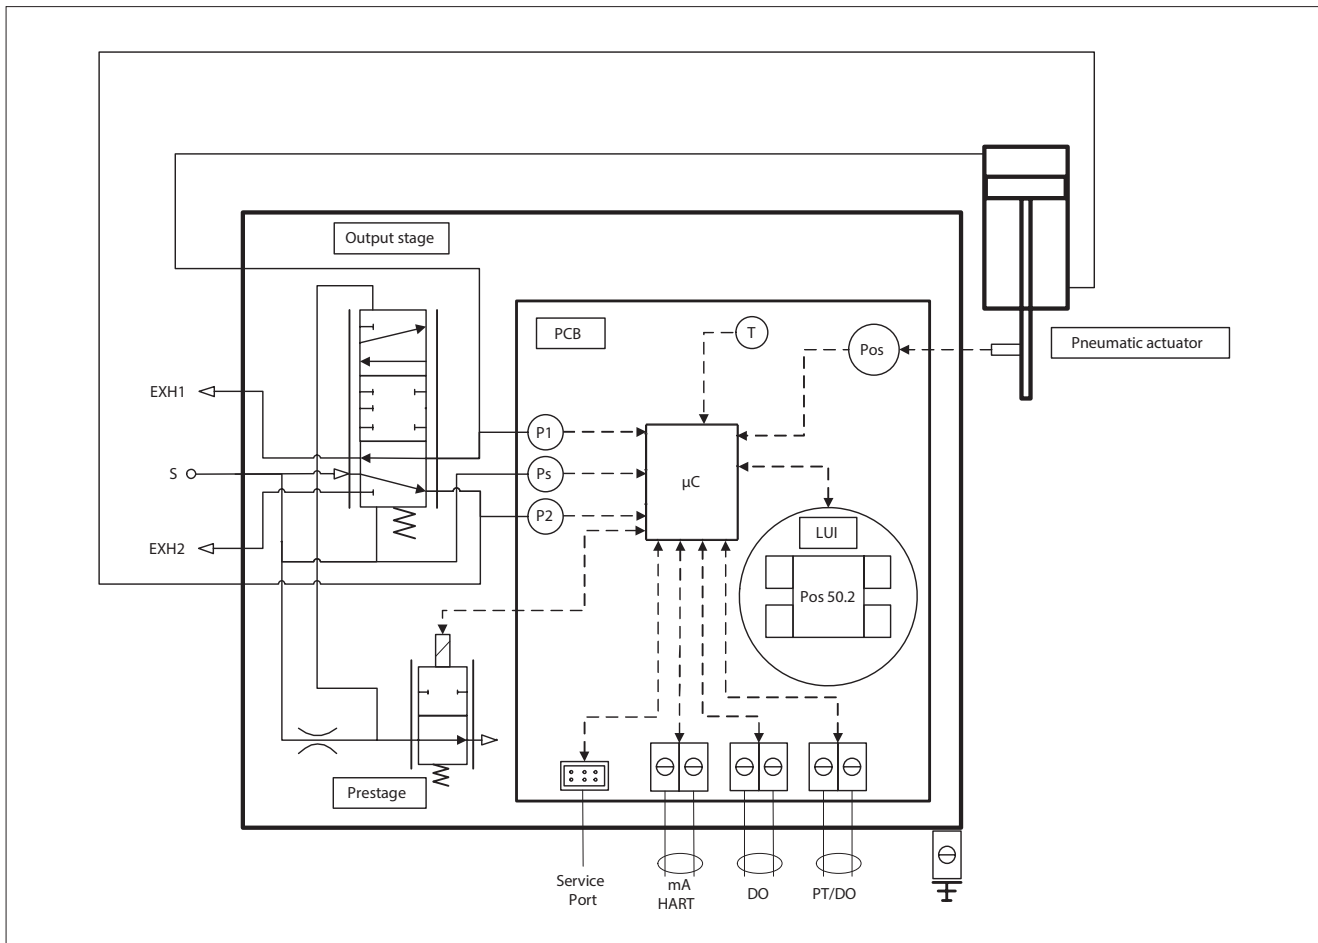 Output stage
PCB
T
Pos
Pneumatic actuator
EXH1
P1
S
Ps
µC
P2
EXH2
LUI
Pos 50.2
Prestage
Service
Port
mA
HART
DO
PT/DO